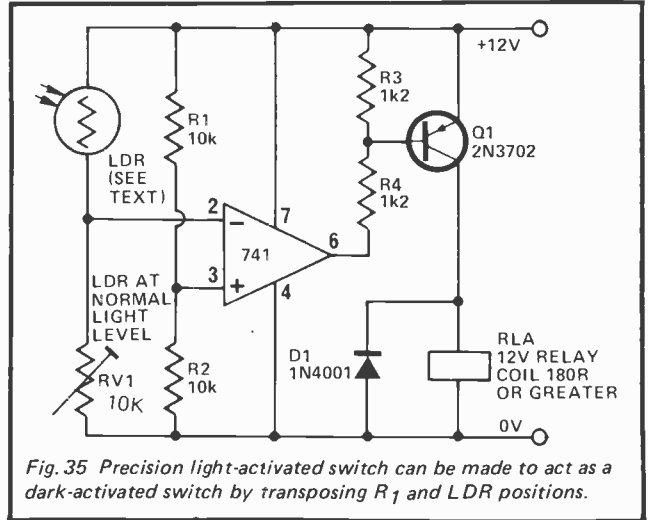 +12V
R1
10k
LDR
(SEE
TEXT)
R3
1k2
Q1
2N3702
R4
1k2
2
7
741
6
3
4
LDR AT
NORMAL
LIGHT
LEVEL
RV1
10K
R2
10k
D1
1N4001
RLA
12V RELAY
COIL 180R
OR GREATER
0V
Fig. 35 Precision light-activated switch can be made to act as a
dark-activated switch by transposing R1 and LDR positions.